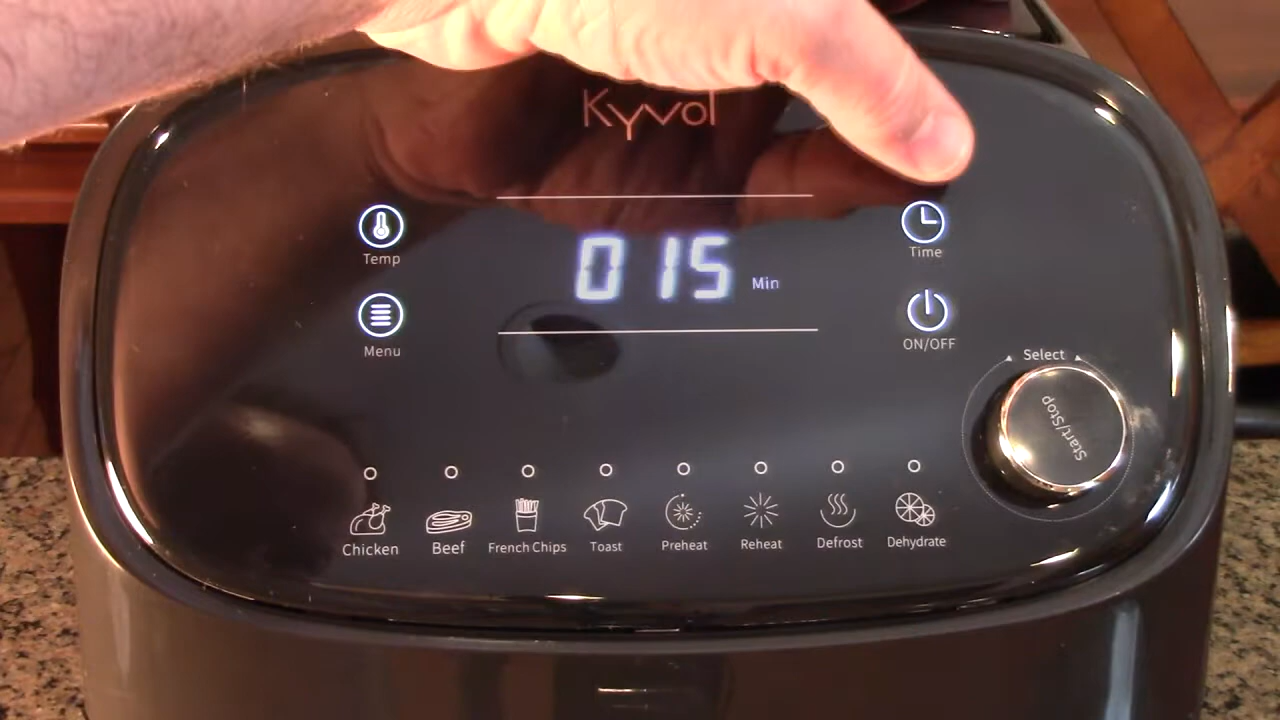 Kyvol
Temp
Time
015 Min
Menu
ON/OFF
Select
Start/Stop
Chicken
Beef
French Chips
Toast
Preheat
Reheat
Defrost
Dehydrate